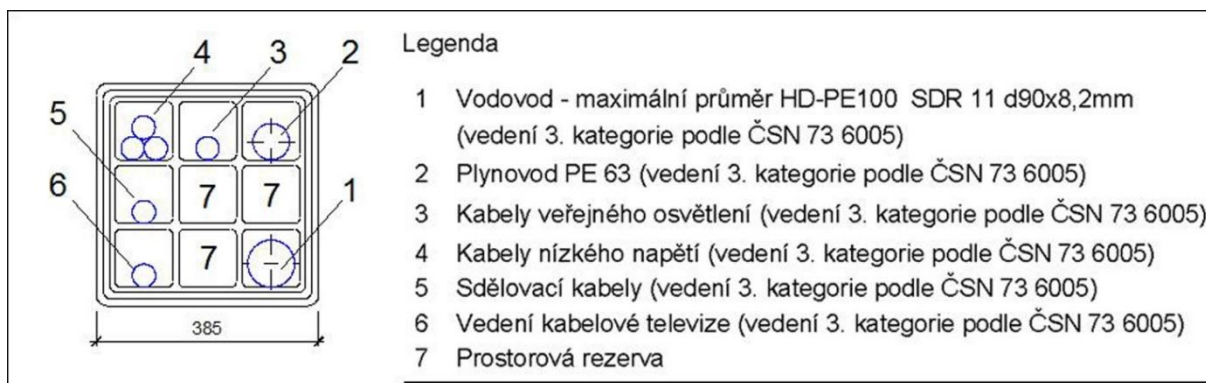 4 3 2
5
6 7 7 1
7
385
Legenda
1 Vodovod - maximální průměr HD-PE100 SDR 11 d90x8,2mm
(vedení 3. kategorie podle ČSN 73 6005)
2 Plynovod PE 63 (vedení 3. kategorie podle ČSN 73 6005)
3 Kabely veřejného osvětlení (vedení 3. kategorie podle ČSN 73 6005)
4 Kabely nízkého napětí (vedení 3. kategorie podle ČSN 73 6005)
5 Sdělovací kabely (vedení 3. kategorie podle ČSN 73 6005)
6 Vedení kabelové televize (vedení 3. kategorie podle ČSN 73 6005)
7 Prostorová rezerva